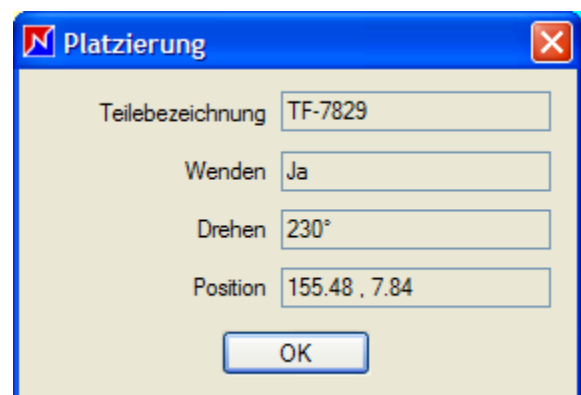 Platzierung
Teilebezeichnung TF-7829
Wenden Ja
Drehen 230°
Position 155.48 , 7.84
OK